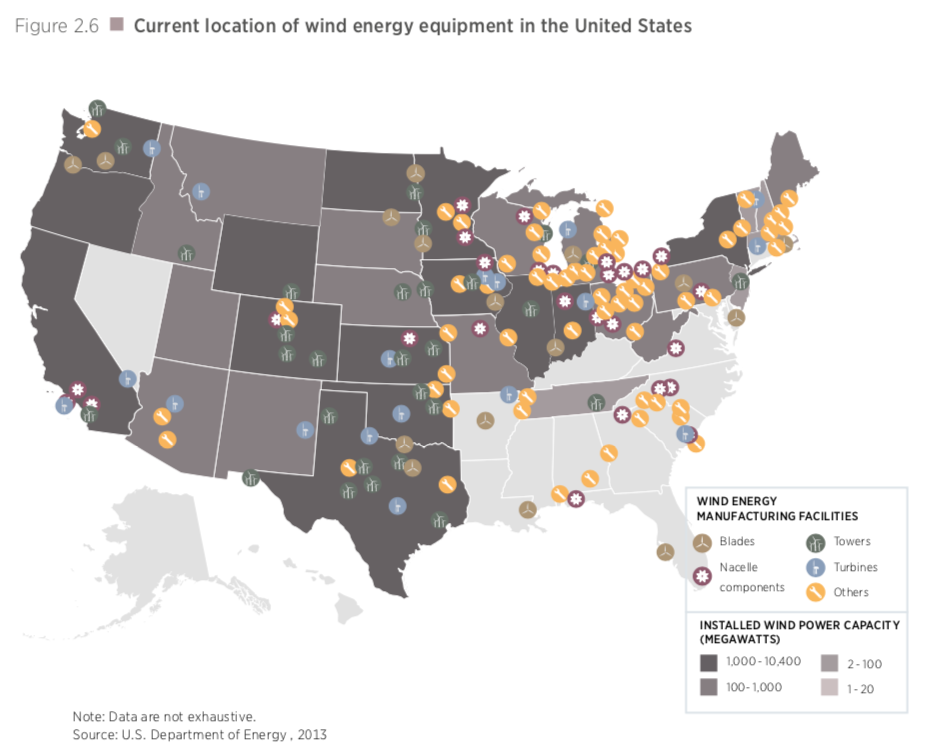 Figure 2.6 Current location of wind energy equipment in the United States
WIND ENERGY
MANUFACTURING FACILITIES
Blades
Towers
Nacelle
components
Turbines
Others
INSTALLED WIND POWER CAPACITY
(MEGAWATTS)
1,000 - 10,400
2 - 100
100 - 1,000
1 - 20
Note: Data are not exhaustive.
Source: U.S. Department of Energy , 2013